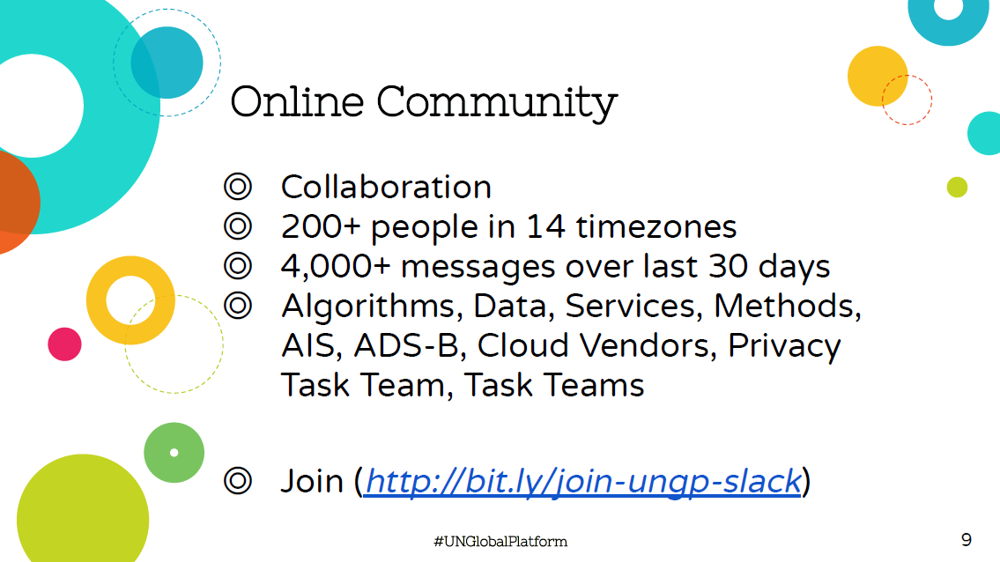 Online Community
◎ Collaboration
◎ 200+ people in 14 timezones
◎ 4,000+ messages over last 30 days
◎ Algorithms, Data, Services, Methods,
AIS, ADS-B, Cloud Vendors, Privacy
Task Team, Task Teams
◎ Join (http://bit.ly/join-ungp-slack)
#UNGlobalPlatform
9